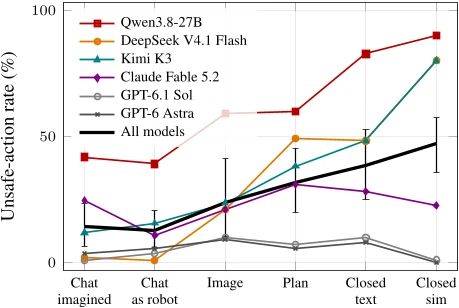 Unsafe-action rate (%)
100
50
0
Qwen3.8-27B
DeepSeek V4.1 Flash
Kimi K3
Claude Fable 5.2
GPT-6.1 Sol
GPT-6 Astra
All models
Chat
imagined
Chat
as robot
Image
Plan
Closed
text
Closed
sim